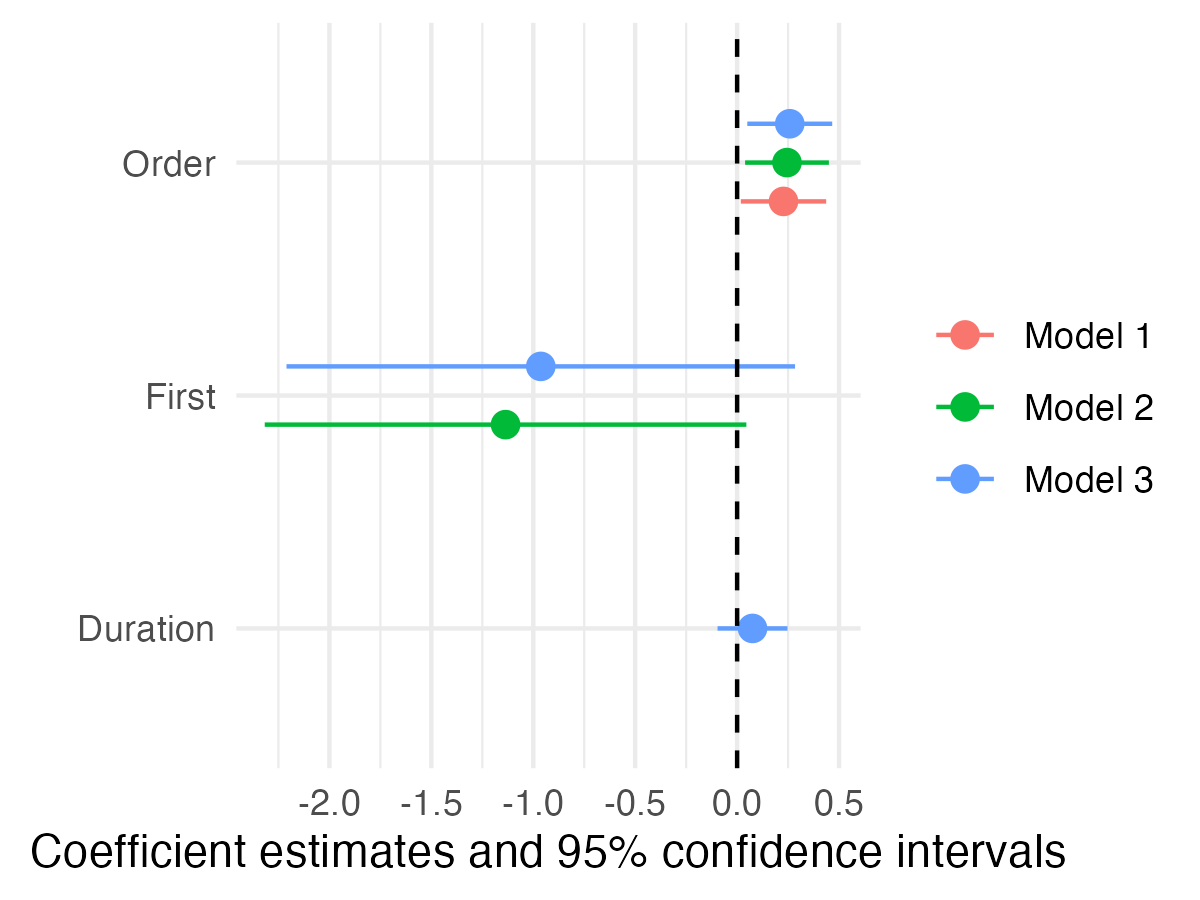 Order
First
Duration
Model 1
Model 2
Model 3
-2.0 -1.5 -1.0 -0.5 0.0 0.5
Coefficient estimates and 95% confidence intervals